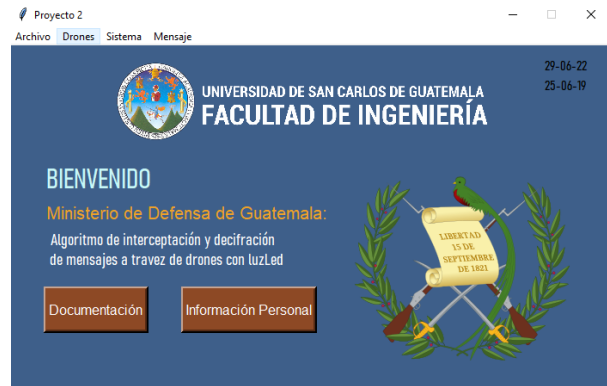 Proyecto 2
Archivo Drones Sistema Mensaje
29-06-22
25-06-19
UNIVERSIDAD DE SAN CARLOS DE GUATEMALA
FACULTAD DE INGENIERÍA
BIENVENIDO
Ministerio de Defensa de Guatemala:
Algoritmo de interceptación y decifración
de mensajes a travez de drones con luzLed
Documentación Información Personal
LIBERTAD
15 DE
SEPTIEMBRE
DE 1821